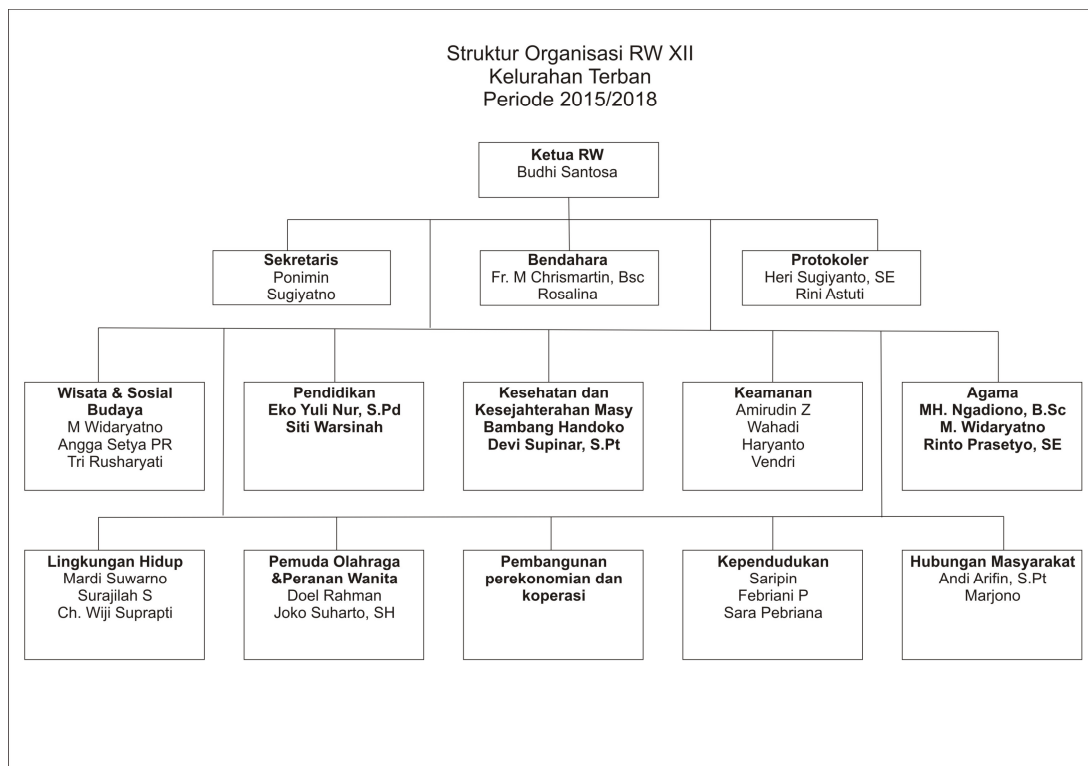 Struktur Organisasi RW XII
Kelurahan Terban
Periode 2015/2018
Ketua RW
Budhi Santosa
Sekretaris
Ponimin
Sugiyatno
Bendahara
Fr. M Chrismartin, Bsc
Rosalina
Protokoler
Heri Sugiyanto, SE
Rini Astuti
Wisata & Sosial
Budaya
M Widaryatno
Angga Setya PR
Tri Rusharyati
Pendidikan
Eko Yuli Nur, S.Pd
Siti Warsinah
Kesehatan dan
Kesejahterahan Masy
Bambang Handoko
Devi Supinar, S.Pt
Keamanan
Amirudin Z
Wahadi
Haryanto
Vendri
Agama
MH. Ngadiono, B.Sc
M. Widaryatno
Rinto Prasetyo, SE
Lingkungan Hidup
Mardi Suwarno
Surajilah S
Ch. Wiji Suprapti
Pemuda Olahraga
&Peranan Wanita
Doel Rahman
Joko Suharto, SH
Pembangunan
perekonomian dan
koperasi
Kependudukan
Saripin
Febriani P
Sara Pebriana
Hubungan Masyarakat
Andi Arifin, S.Pt
Marjono